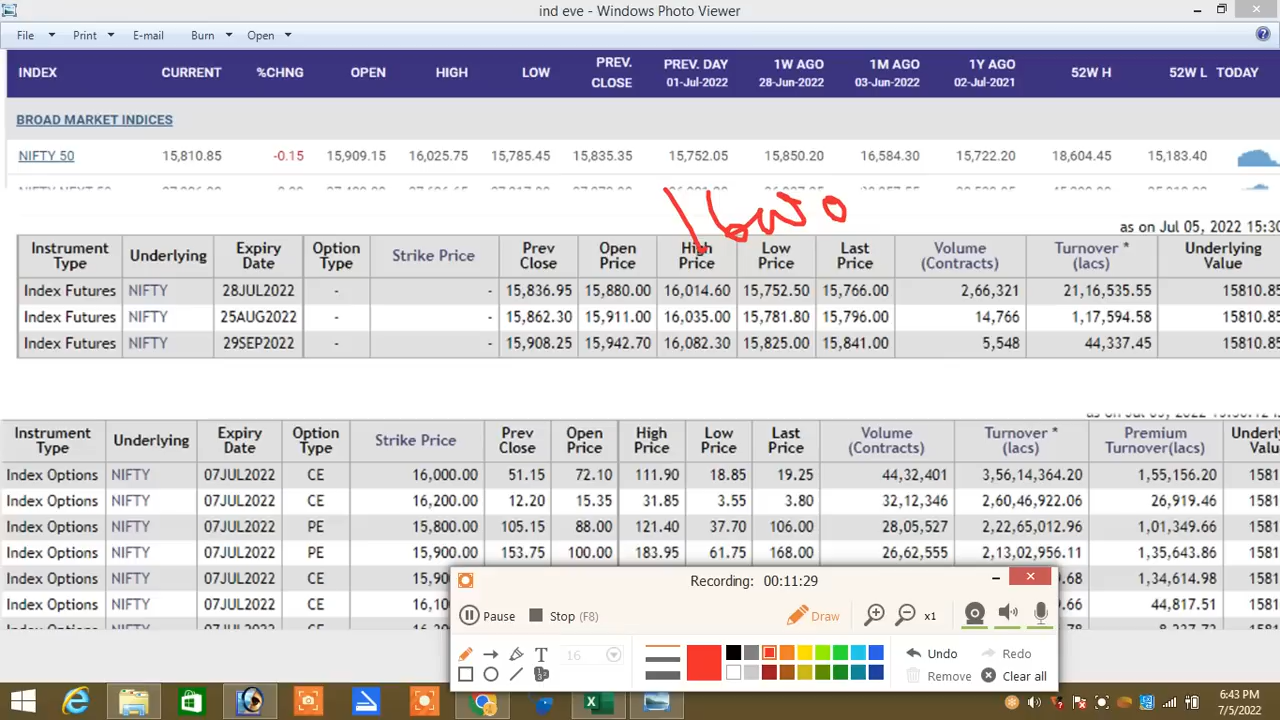 ind eve - Windows Photo Viewer
File Print E-mail Burn Open
INDEX CURRENT %CHNG OPEN HIGH LOW PREV. CLOSE PREV. DAY 01-Jul-2022 1W AGO 28-Jun-2022 1M AGO 03-Jun-2022 1Y AGO 02-Jul-2021 52W H 52W L TODAY
BROAD MARKET INDICES
NIFTY 50 15,810.85 -0.15 15,909.15 16,025.75 15,785.45 15,835.35 15,752.05 15,850.20 16,584.30 15,722.20 18,604.45 15,183.40
as on Jul 05, 2022 15:30
Instrument Type Underlying Expiry Date Option Type Strike Price Prev Close Open Price High Price Low Price Last Price Volume (Contracts) Turnover * (lacs) Underlying Value
Index Futures NIFTY 28JUL2022 - - 15,836.95 15,880.00 16,014.60 15,752.50 15,766.00 2,66,321 21,16,535.55 15810.85
Index Futures NIFTY 25AUG2022 - - 15,862.30 15,911.00 16,035.00 15,781.80 15,796.00 14,766 1,17,594.58 15810.85
Index Futures NIFTY 29SEP2022 - - 15,908.25 15,942.70 16,082.30 15,825.00 15,841.00 5,548 44,337.45 15810.85
Instrument Type Underlying Expiry Date Option Type Strike Price Prev Close Open Price High Price Low Price Last Price Volume (Contracts) Turnover * (lacs) Premium Turnover(lacs)
Index Options NIFTY 07JUL2022 CE 16,000.00 51.15 72.10 111.90 18.85 19.25 44,32,401 3,56,14,364.20 1,55,156.20 1581
Index Options NIFTY 07JUL2022 CE 16,200.00 12.20 15.35 31.85 3.55 3.80 32,12,346 2,60,46,922.06 26,919.46 1581
Index Options NIFTY 07JUL2022 PE 15,800.00 105.15 88.00 121.40 37.70 106.00 28,05,527 2,22,65,012.96 1,01,349.66 1581
Index Options NIFTY 07JUL2022 PE 15,900.00 153.75 100.00 183.95 61.75 168.00 26,62,555 2,13,02,956.11 1,35,643.86 1581
Index Options NIFTY 07JUL2022 CE 15,90 .68 1,34,614.98 1581
Index Options NIFTY 07JUL2022 CE 16,10 .66 44,817.51 1581
Recording: 00:11:29
Pause Stop (F8) Draw x1
T 16 Undo Redo
Remove Clear all
6:43 PM
7/5/2022